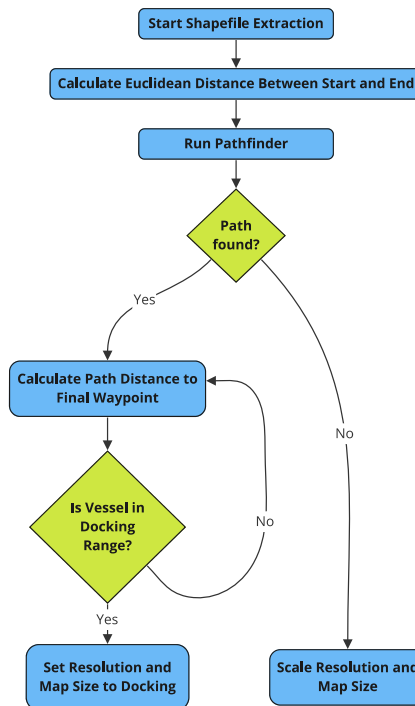 Start Shapefile Extraction
Calculate Euclidean Distance Between Start and End
Run Pathfinder
Path
found?
Yes
Calculate Path Distance to
Final Waypoint
No
Is Vessel in
Docking
Range?
No
Yes
Set Resolution and
Map Size to Docking
Scale Resolution and
Map Size